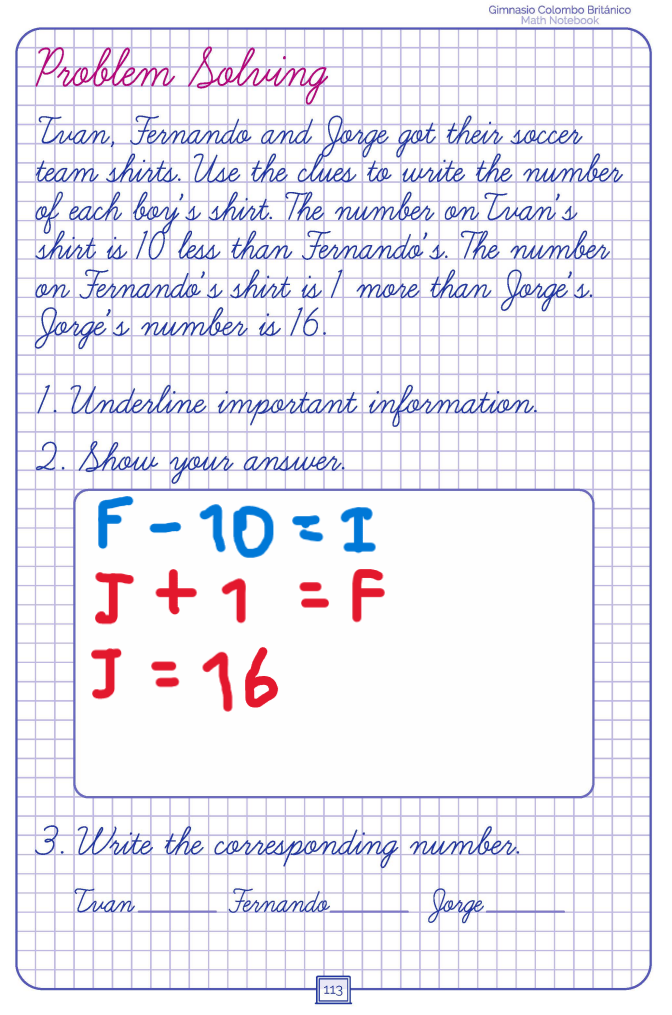 Gimnasio Colombo Británico
Math Notebook
Problem Solving
Ivan, Fernando and Jorge got their soccer
team shirts. Use the clues to write the number
of each boy's shirt. The number on Ivan's
shirt is 10 less than Fernando's. The number
on Fernando's shirt is 1 more than Jorge's.
Jorge's number is 16.
1. Underline important information.
2. Show your answer.
F - 10 = I
J + 1 = F
J = 16
3. Write the corresponding number.
Ivan Fernando Jorge
113